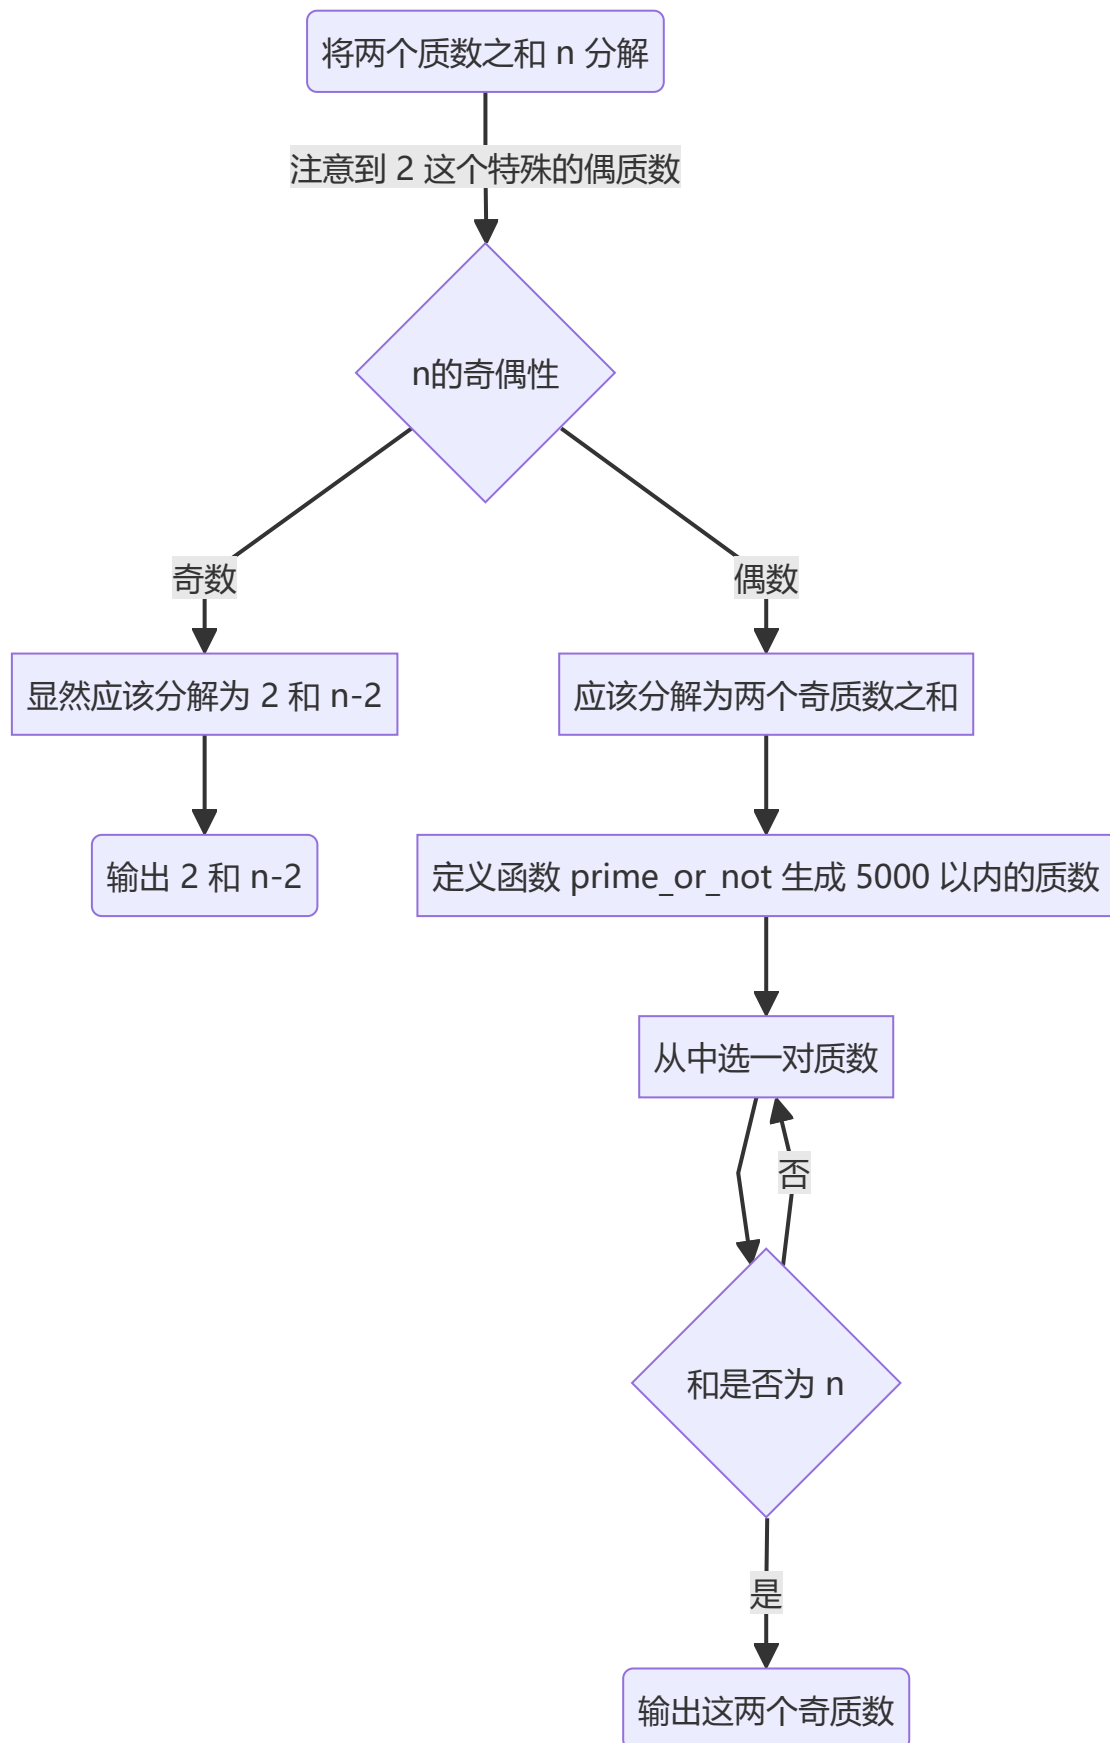 将两个质数之和 n 分解
注意到 2 这个特殊的偶质数
n的奇偶性
奇数
偶数
显然应该分解为 2 和 n-2
应该分解为两个奇质数之和
输出 2 和 n-2
定义函数 prime_or_not 生成 5000 以内的质数
从中选一对质数
否
和是否为 n
是
输出这两个奇质数